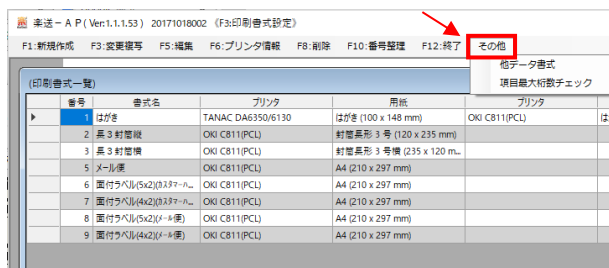 楽送－ＡＰ( Ver:1.1.1.53 ) 20171018002 《F3:印刷書式設定》
F1:新規作成 F3:変更複写 F5:編集 F6:プリンタ情報 F8:削除 F10:番号整理 F12:終了 その他
他データ書式
項目最大桁数チェック
(印刷書式一覧)
番号 書式名 プリンタ 用紙 プリンタ
1 はがき TANAC DA6350/6130 はがき (100 x 148 mm) OKI C811(PCL) は
2 長３封筒縦 OKI C811(PCL) 封筒長形 3 号 (120 x 235 mm)
3 長３封筒横 OKI C811(PCL) 封筒長形 3 号横 (235 x 120 m...
5 メール便 OKI C811(PCL) A4 (210 x 297 mm)
6 面付ラベル(5x2)(ｶｽﾀﾏｰﾊ... OKI C811(PCL) A4 (210 x 297 mm)
7 面付ラベル(4x2)(ｶｽﾀﾏｰﾊ... OKI C811(PCL) A4 (210 x 297 mm)
8 面付ラベル(5x2)(ﾒｰﾙ便) OKI C811(PCL) A4 (210 x 297 mm)
9 面付ラベル(4x2)(ﾒｰﾙ便) OKI C811(PCL) A4 (210 x 297 mm)